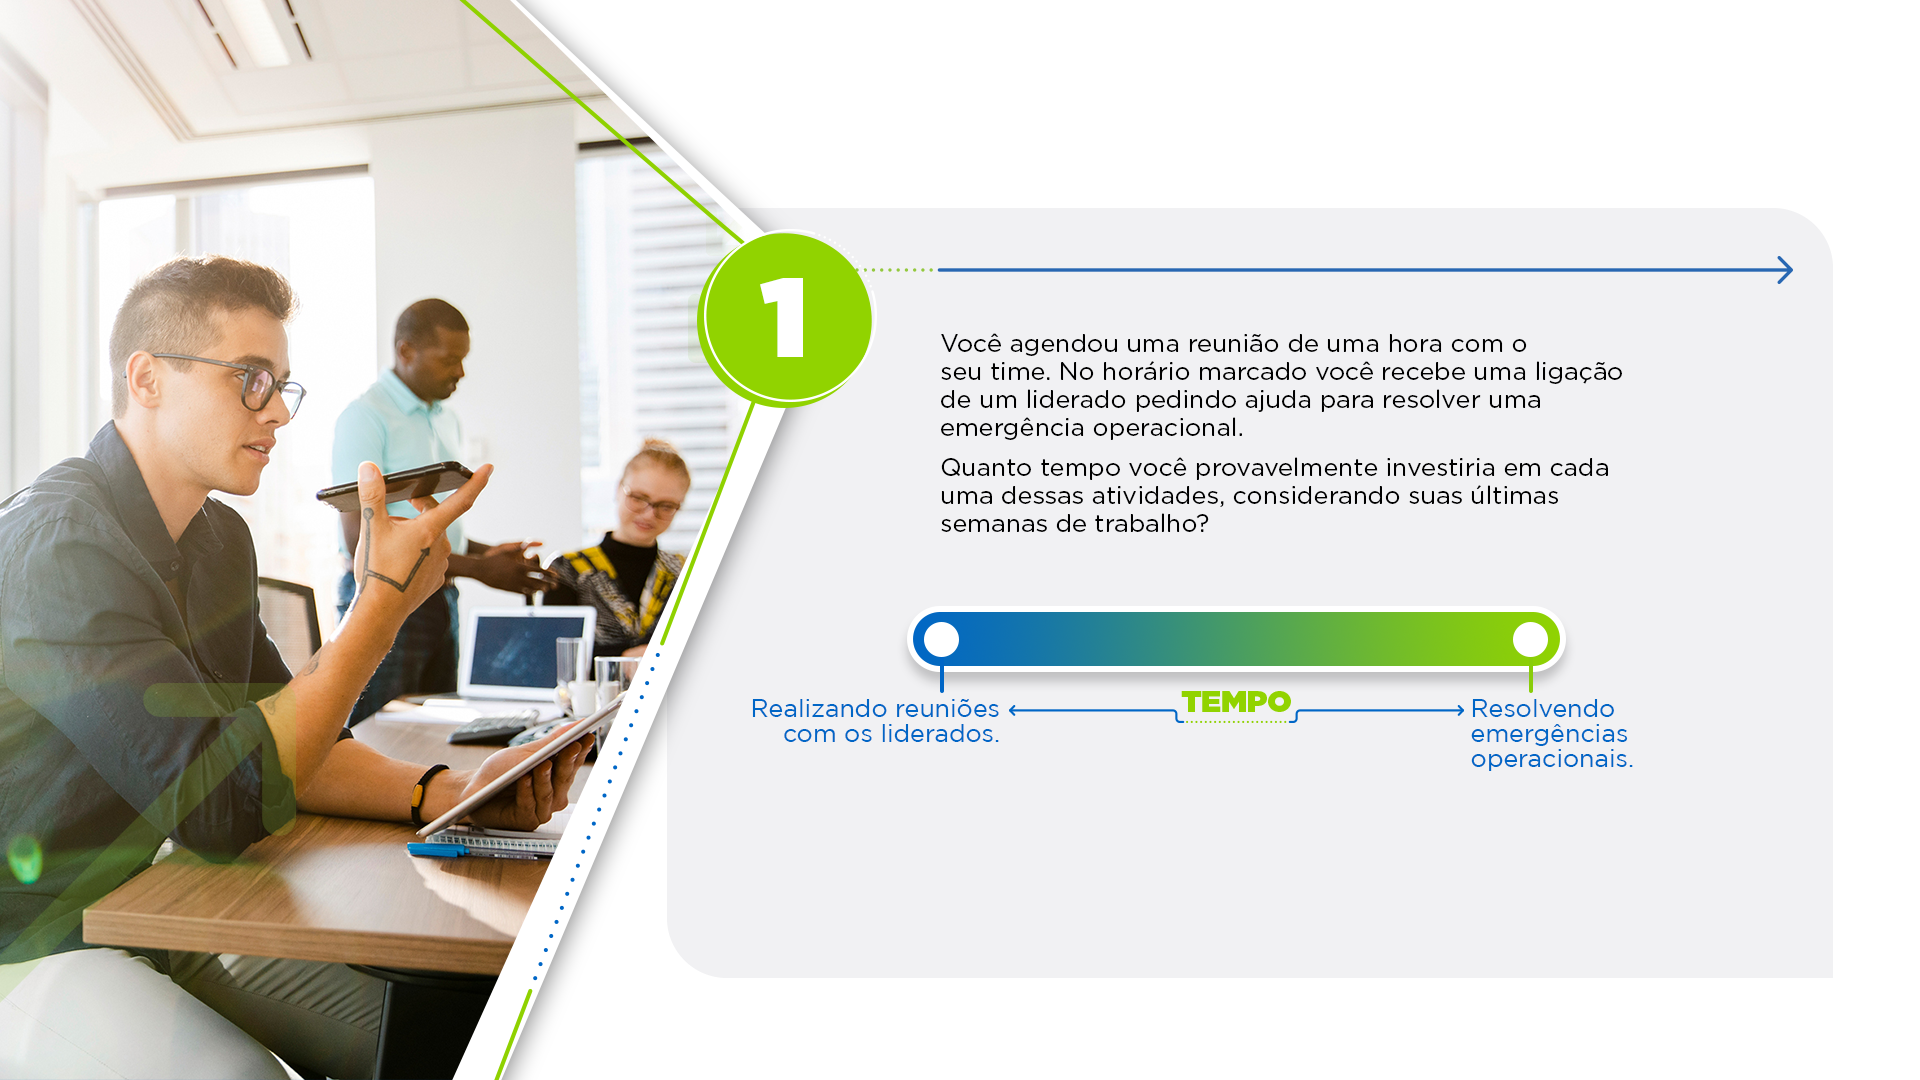 1
Você agendou uma reunião de uma hora com o
seu time. No horário marcado você recebe uma ligação
de um liderado pedindo ajuda para resolver uma
emergência operacional.
Quanto tempo você provavelmente investiria em cada
uma dessas atividades, considerando suas últimas
semanas de trabalho?
Realizando reuniões
com os liderados.
TEMPO
Resolvendo
emergências
operacionais.